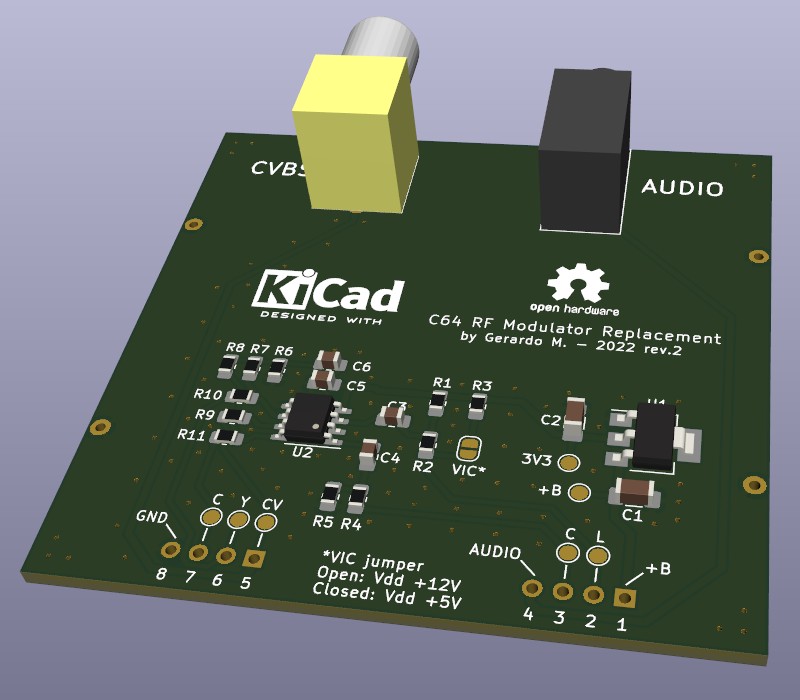 CVBS
AUDIO
KiCad
DESIGNED WITH
open hardware
C64 RF Modulator Replacement
by Gerardo M. – 2022 rev.2
R8 R7 R6
C6
C5
R1 R3
R10
R9
R11
C3
C2
U1
U2
C4
R2
VIC*
3V3
+B
C1
R5 R4
C Y CV
GND
8 7 6 5
*VIC jumper
Open: Vdd +12V
Closed: Vdd +5V
AUDIO
C L
+B
4 3 2 1